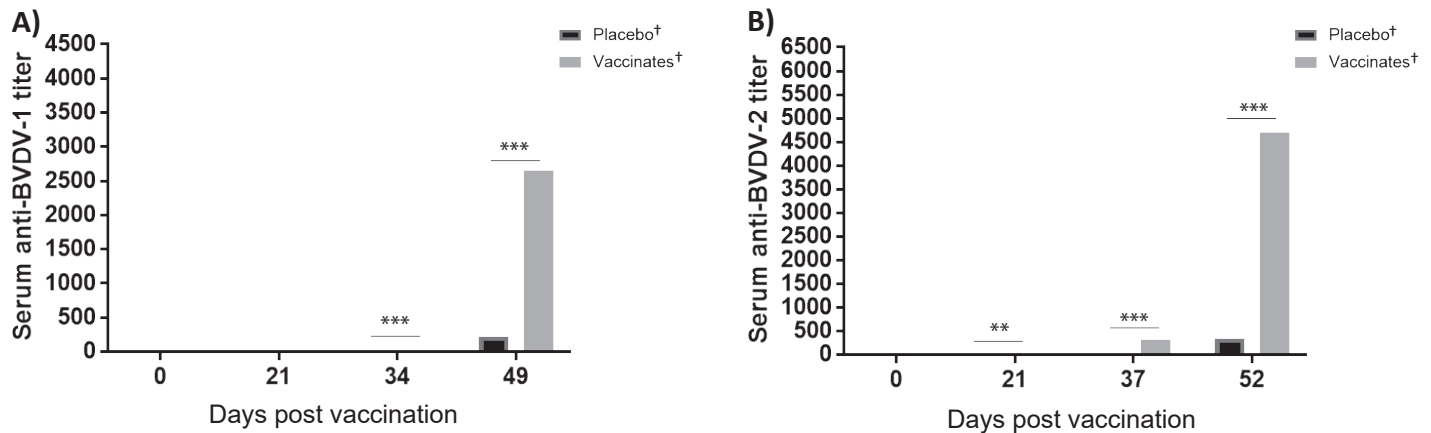 A)
Placebo†
Vaccinates†
Serum anti-BVDV-1 titer
4500
4000
3500
3000
2500
2000
1500
1000
500
0
***
***
0 21 34 49
Days post vaccination
B)
Placebo†
Vaccinates†
Serum anti-BVDV-2 titer
6500
6000
5500
5000
4500
4000
3500
3000
2500
2000
1500
1000
500
0
**
***
***
0 21 37 52
Days post vaccination